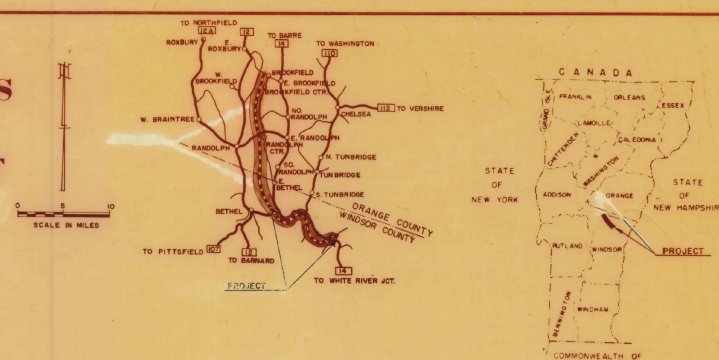 S
TO NORTHFIELD
12A
12
TO BARRE
14
TO WASHINGTON
110
ROXBURY
E. ROXBURY
W. BROOKFIELD
BROOKFIELD
E. BROOKFIELD
BROOKFIELD CTR.
113 TO VERSHIRE
CHELSEA
NO. RANDOLPH
W. BRAINTREE
E. RANDOLPH
RANDOLPH
RANDOLPH CTR.
N. TUNBRIDGE
SO. RANDOLPH
TUNBRIDGE
E. BETHEL
S. TUNBRIDGE
BETHEL
ORANGE COUNTY
WINDSOR COUNTY
0 5 10
SCALE IN MILES
TO PITTSFIELD
107
12
TO BARNARD
14
TO WHITE RIVER JCT.
PROJECT
CANADA
GRAND ISLE
FRANKLIN
ORLEANS
ESSEX
LAMOILLE
CHITTENDEN
CALEDONIA
WASHINGTON
STATE
OF
NEW YORK
ADDISON
ORANGE
STATE
OF
NEW HAMPSHIRE
RUTLAND
WINDSOR
PROJECT
BENNINGTON
WINDHAM
COMMONWEALTH OF